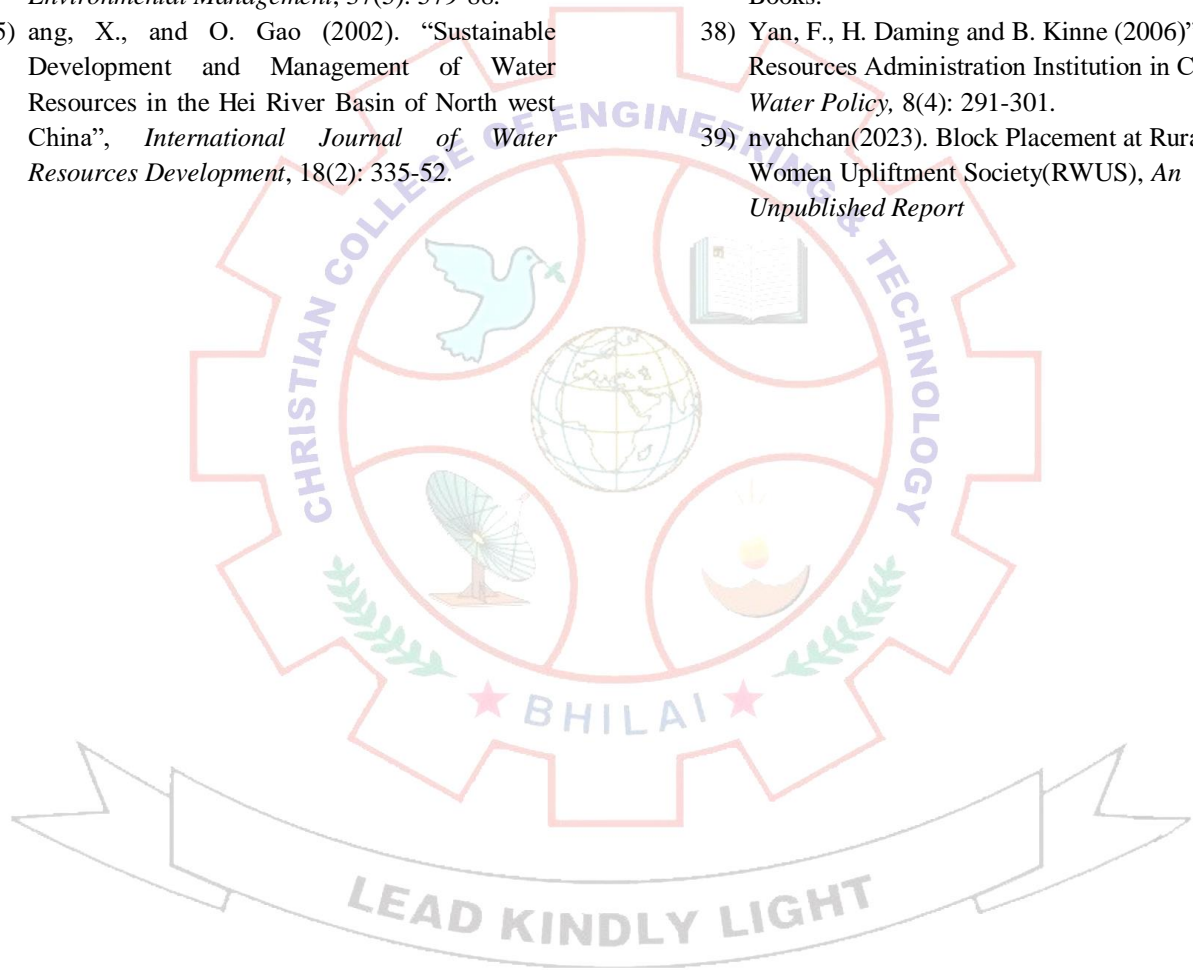 Environmental Management, 37(3): 379-88.
5) ang, X., and O. Gao (2002). “Sustainable
Development and Management of Water
Resources in the Hei River Basin of North west
China”, International Journal of Water
Resources Development, 18(2): 335-52.
Books.
38) Yan, F., H. Daming and B. Kinne (2006)”
Resources Administration Institution in C
Water Policy, 8(4): 291-301.
39) nyahchan(2023). Block Placement at Rura
Women Upliftment Society(RWUS), An
Unpublished Report
CHRISTIAN COLLEGE OF ENGINEERING & TECHNOLOGY
BHILAI
LEAD KINDLY LIGHT